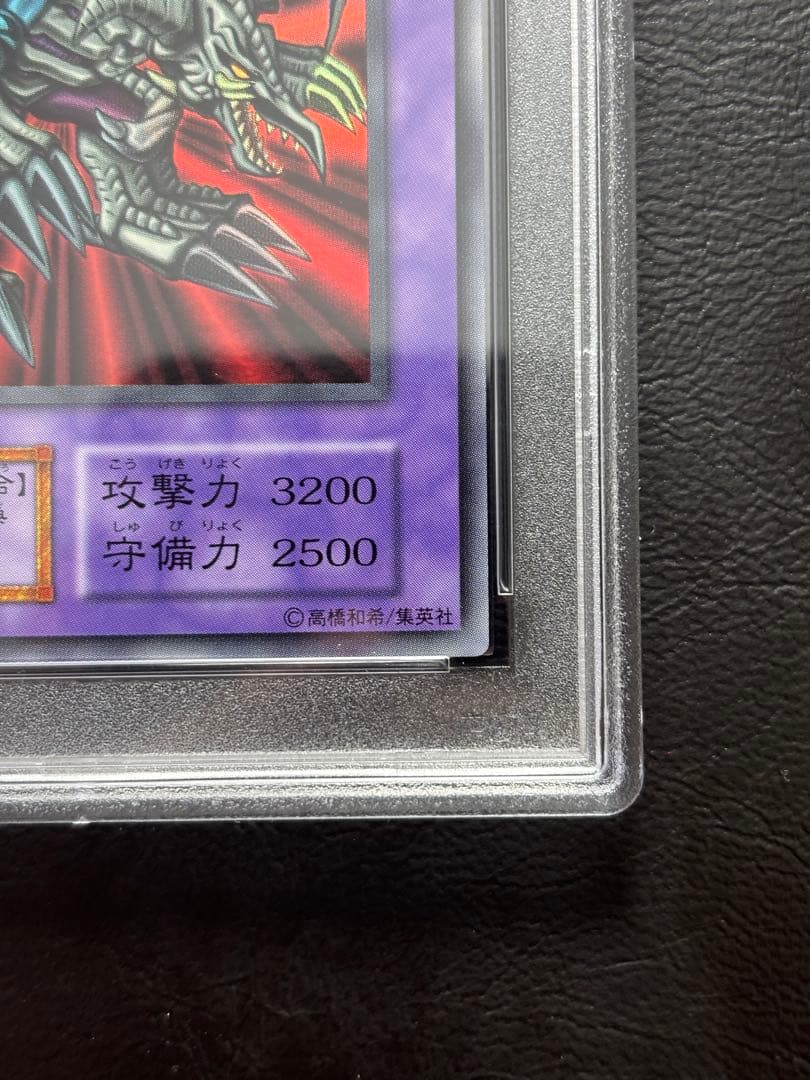 合】
こう げき りょく
攻撃力 3200
しゅ び りょく
守備力 2500
©高橋和希/集英社